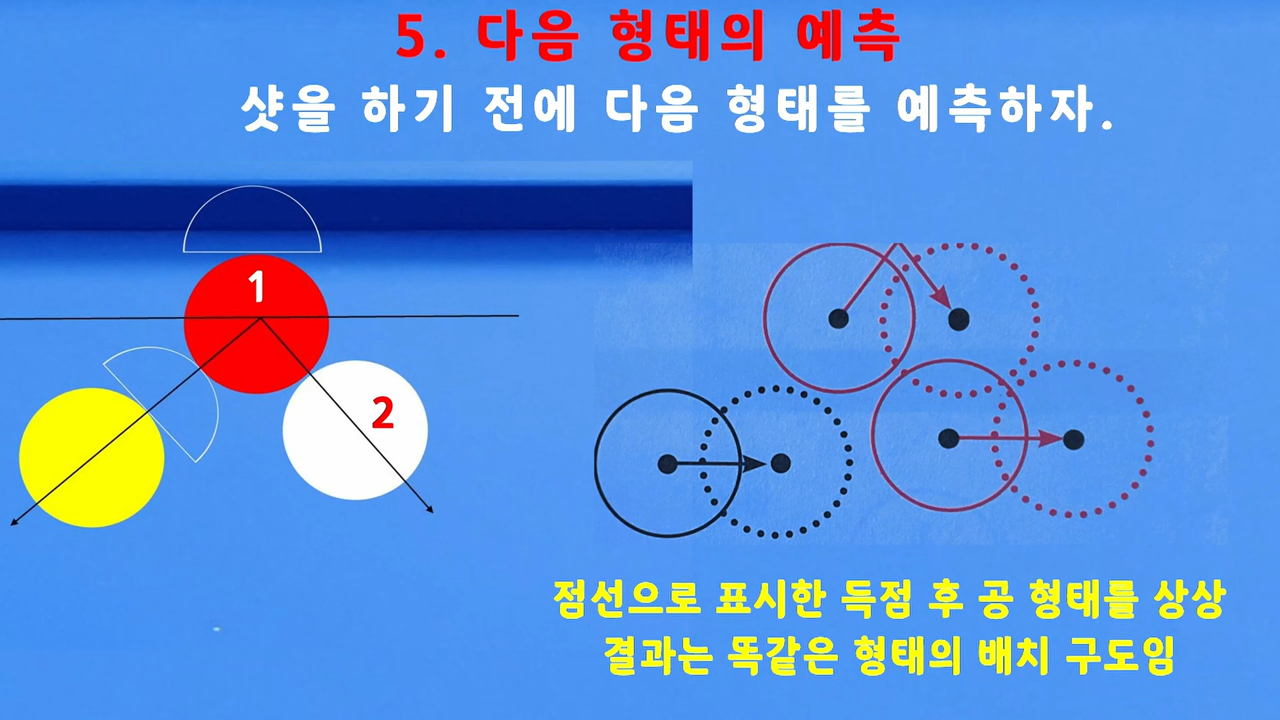 5. 다음 형태의 예측
샷을 하기 전에 다음 형태를 예측하자.
1
2
점선으로 표시한 득점 후 공 형태를 상상
결과는 똑같은 형태의 배치 구도임